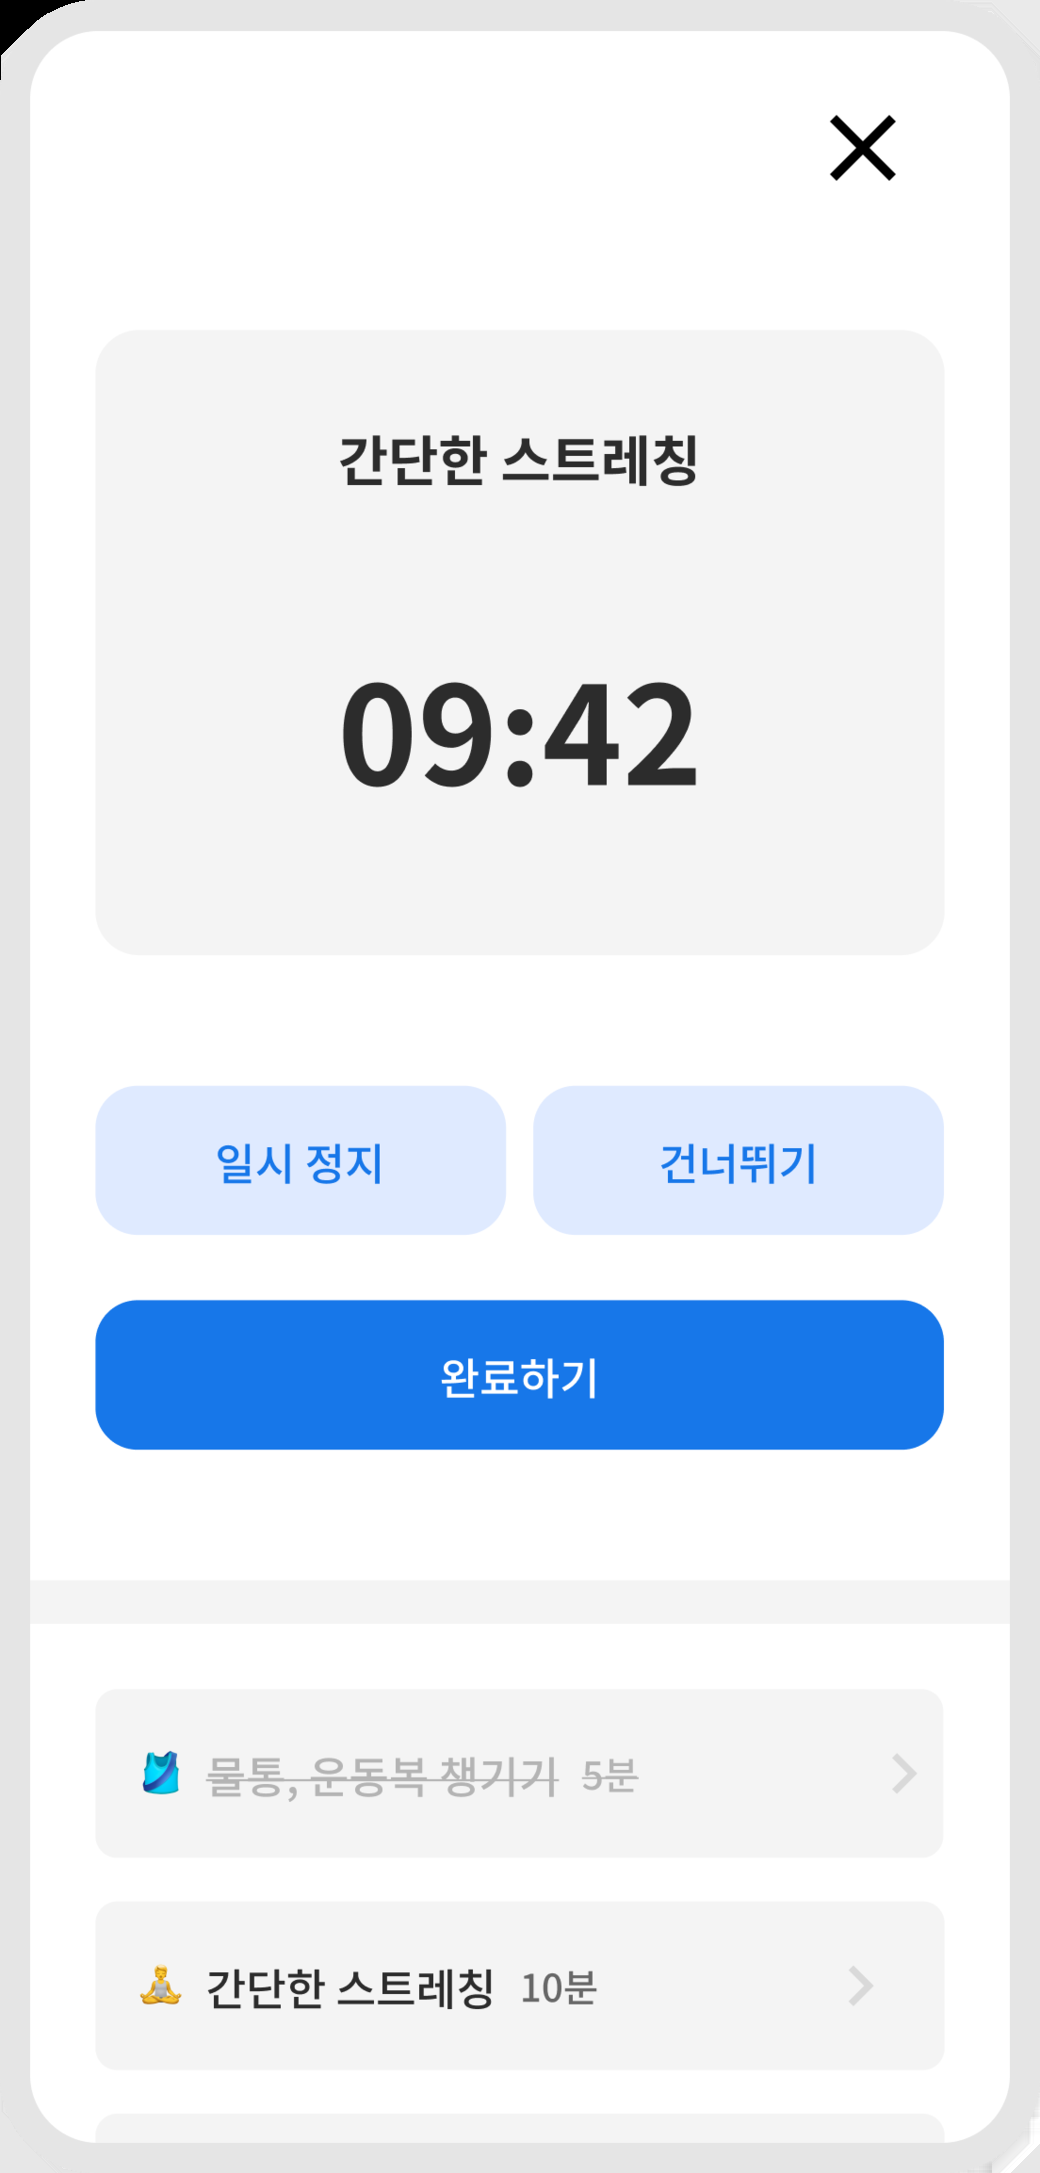 간단한 스트레칭
09:42
일시 정지 건너뛰기
완료하기
물통, 운동복 챙기기 5분
간단한 스트레칭 10분